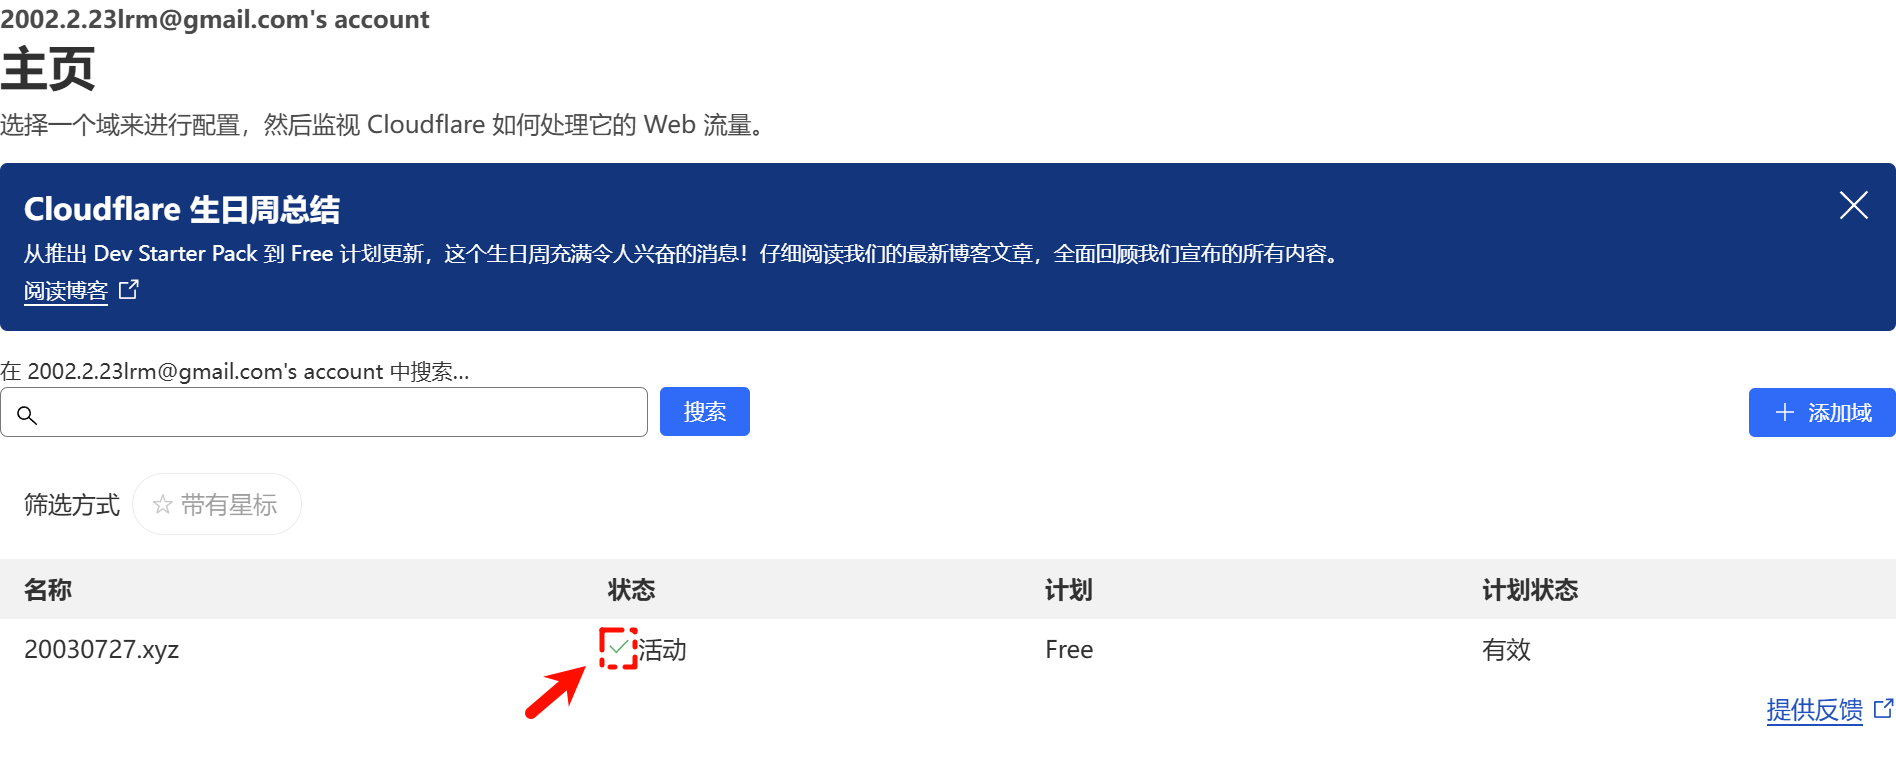 2002.2.23lrm@gmail.com's account
主页
选择一个域来进行配置，然后监视 Cloudflare 如何处理它的 Web 流量。
Cloudflare 生日周总结
从推出 Dev Starter Pack 到 Free 计划更新，这个生日周充满令人兴奋的消息！仔细阅读我们的最新博客文章，全面回顾我们宣布的所有内容。
阅读博客
在 2002.2.23lrm@gmail.com's account 中搜索...
搜索
添加域
筛选方式 带有星标
名称 状态 计划 计划状态
20030727.xyz 活动 Free 有效
提供反馈